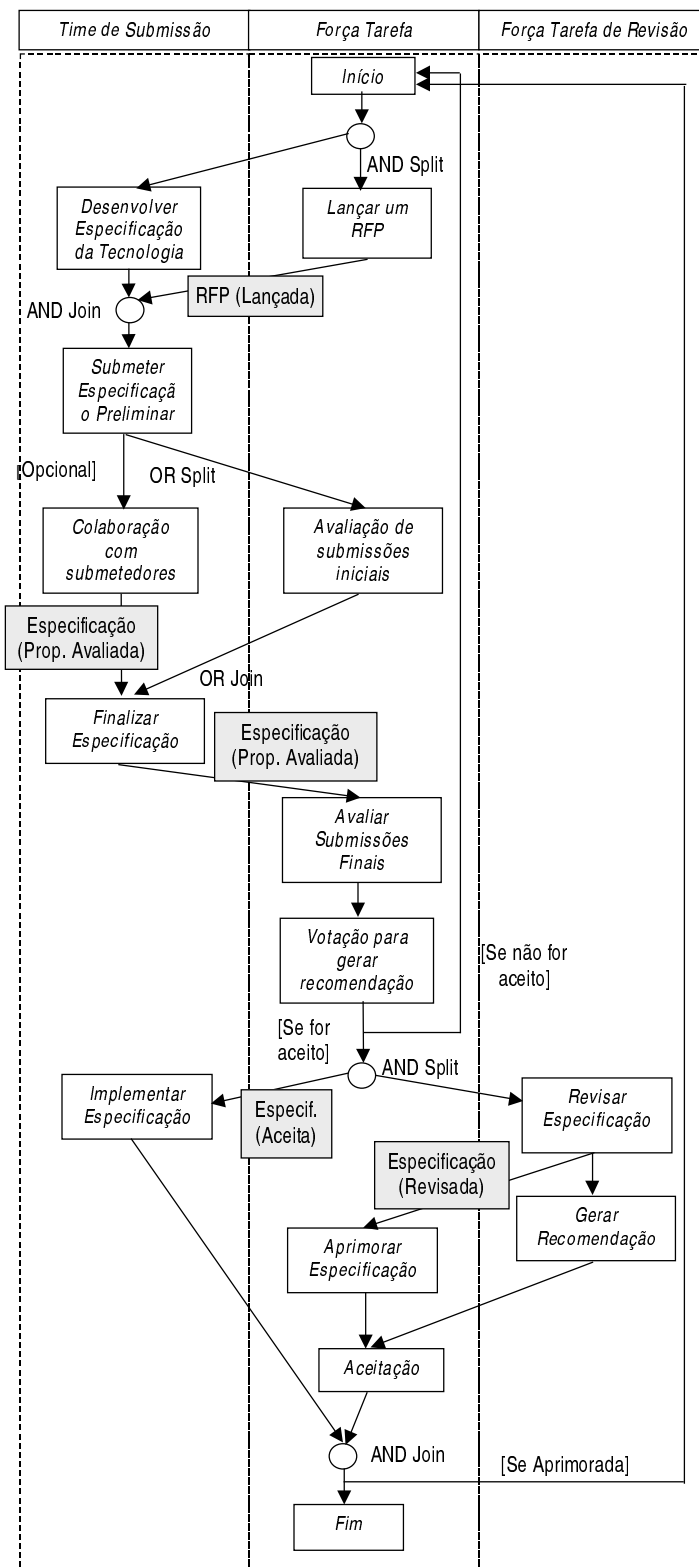 Time de Submissão
Força Tarefa
Força Tarefa de Revisão
Início
AND Split
Desenvolver
Especificação
da Tecnologia
Lançar um
RFP
RFP (Lançada)
AND Join
Submeter
Especificaçã
o Preliminar
[Opcional]
OR Split
Colaboração
com
submetedores
Avaliação de
submissões
iniciais
Especificação
(Prop. Avaliada)
OR Join
Finalizar
Especificação
Especificação
(Prop. Avaliada)
Avaliar
Submissões
Finais
Votação para
gerar
recomendação
[Se não for
aceito]
[Se for
aceito]
AND Split
Implementar
Especificação
Especif.
(Aceita)
Revisar
Especificação
Especificação
(Revisada)
Gerar
Recomendação
Aprimorar
Especificação
Aceitação
AND Join
[Se Aprimorada]
Fim